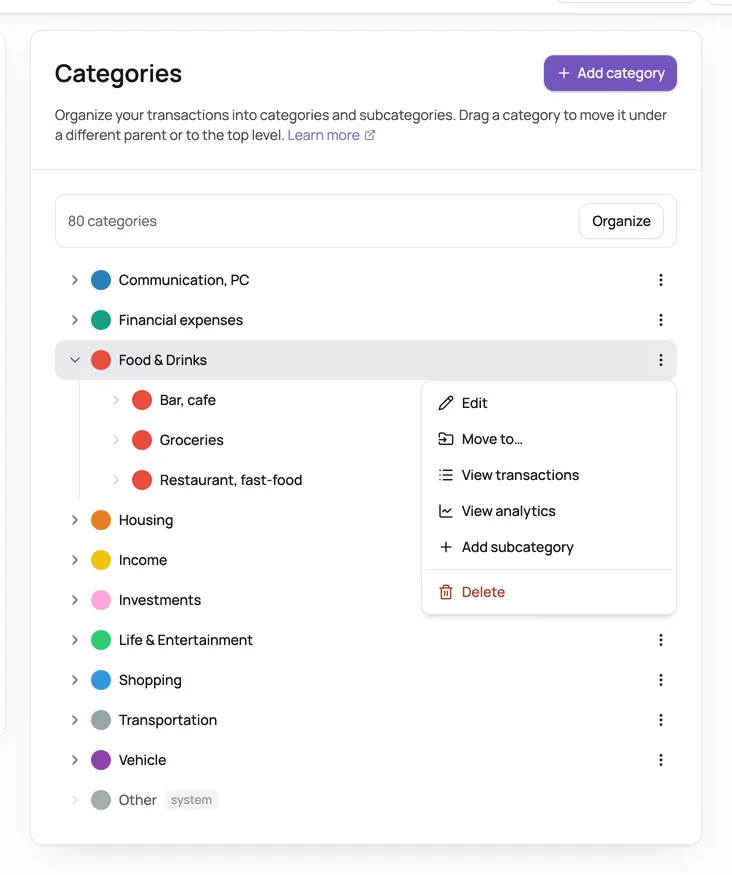 Categories
+ Add category
Organize your transactions into categories and subcategories. Drag a category to move it under
a different parent or to the top level. Learn more
80 categories
Organize
Communication, PC
Financial expenses
Food & Drinks
Bar, cafe
Groceries
Restaurant, fast-food
Edit
Move to...
View transactions
View analytics
+ Add subcategory
Delete
Housing
Income
Investments
Life & Entertainment
Shopping
Transportation
Vehicle
Other system